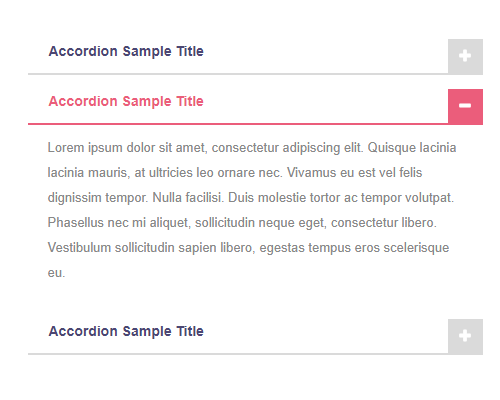 Accordion Sample Title
Accordion Sample Title
Lorem ipsum dolor sit amet, consectetur adipiscing elit. Quisque lacinia
lacinia mauris, at ultricies leo ornare nec. Vivamus eu est vel felis
dignissim tempor. Nulla facilisi. Duis molestie tortor ac tempor volutpat.
Phasellus nec mi aliquet, sollicitudin neque eget, consectetur libero.
Vestibulum sollicitudin sapien libero, egestas tempus eros scelerisque
eu.
Accordion Sample Title